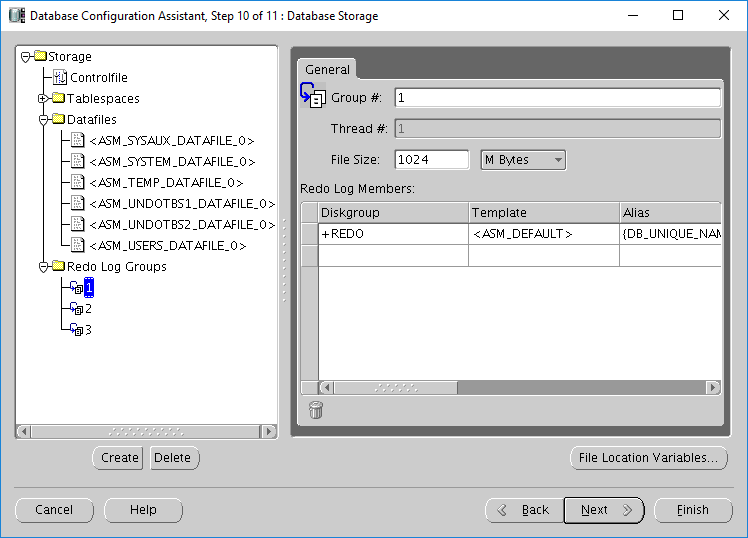 Database Configuration Assistant, Step 10 of 11 : Database Storage
Storage
Controlfile
Tablespaces
Datafiles
<ASM_SYSAUX_DATAFILE_0>
<ASM_SYSTEM_DATAFILE_0>
<ASM_TEMP_DATAFILE_0>
<ASM_UNDOTBS1_DATAFILE_0>
<ASM_UNDOTBS2_DATAFILE_0>
<ASM_USERS_DATAFILE_0>
Redo Log Groups
1
2
3
Create Delete
General
Group #: 1
Thread #: 1
File Size: 1024 M Bytes
Redo Log Members:
Diskgroup Template Alias
+REDO <ASM_DEFAULT> {DB_UNIQUE_NAM
File Location Variables...
Cancel Help Back Next Finish